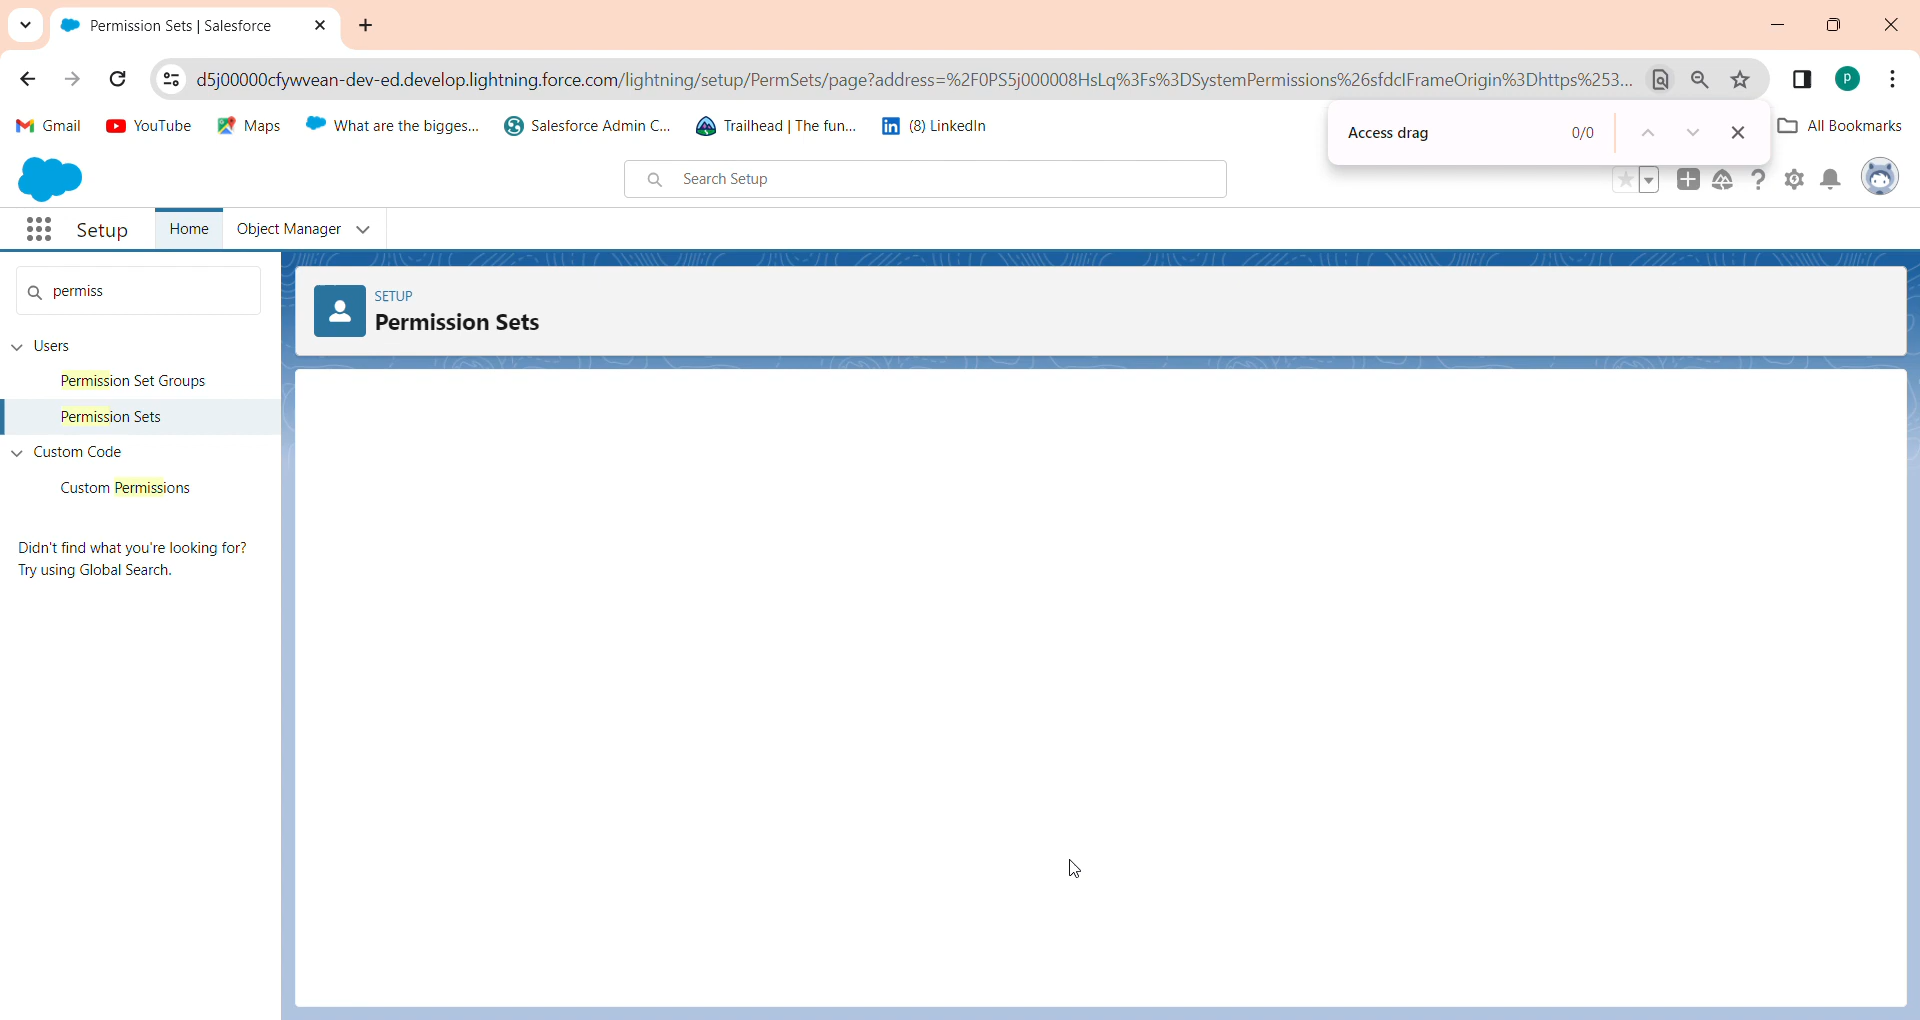 Permission Sets | Salesforce
d5j00000cfywvean-dev-ed.develop.lightning.force.com/lightning/setup/PermSets/page?address=%2F0PS5j000008HsLq%3Fs%3DSystemPermissions%26sfdcIFrameOrigin%3Dhttps%253...
P
Gmail
YouTube
Maps
What are the bigges...
Salesforce Admin C...
Trailhead | The fun...
(8) LinkedIn
Access drag
0/0
All Bookmarks
Search Setup
Setup
Home
Object Manager
permiss
Users
Permission Set Groups
Permission Sets
Custom Code
Custom Permissions
Didn't find what you're looking for?
Try using Global Search.
SETUP
Permission Sets